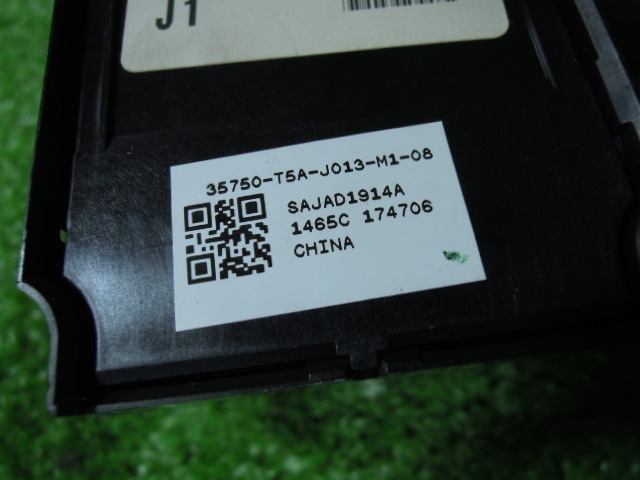 J1
35750-T5A-J013-M1-08
SAJAD1914A
1465C 174706
CHINA